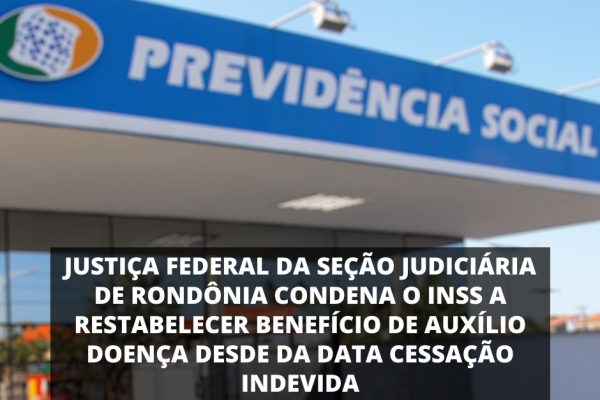 PREVIDÊNCIA SOCIAL
JUSTIÇA FEDERAL DA SEÇÃO JUDICIÁRIA
DE RONDÔNIA CONDENA O INSS A
RESTABELECER BENEFÍCIO DE AUXÍLIO
DOENÇA DESDE DA DATA CESSAÇÃO
INDEVIDA